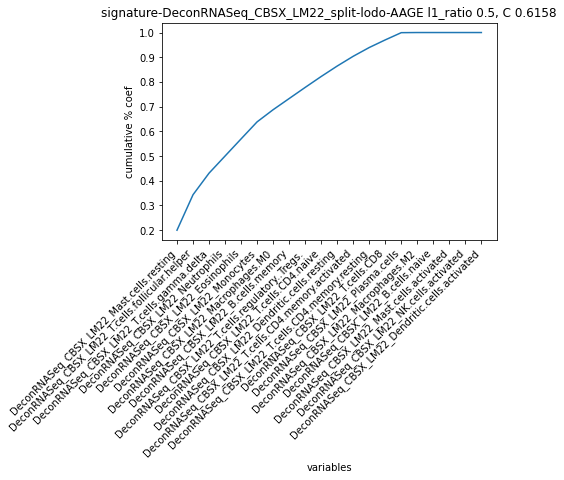 signature-DeconRNASeq_CBSX_LM22_split-lodo-AAGE l1_ratio 0.5, C 0.6158
cumulative % coef
1.0
0.9
0.8
0.7
0.6
0.5
0.4
0.3
0.2
DeconRNASeq_CBSX_LM22_Mast.cells.resting
DeconRNASeq_CBSX_LM22_T.cells.follicular.helper
DeconRNASeq_CBSX_LM22_T.cells.gamma.delta
DeconRNASeq_CBSX_LM22_Neutrophils
DeconRNASeq_CBSX_LM22_Eosinophils
DeconRNASeq_CBSX_LM22_Monocytes
DeconRNASeq_CBSX_LM22_Macrophages.M0
DeconRNASeq_CBSX_LM22_B.cells.memory
DeconRNASeq_CBSX_LM22_T.cells.regulatory..Tregs.
DeconRNASeq_CBSX_LM22_T.cells.CD4.naive
DeconRNASeq_CBSX_LM22_Dendritic.cells.resting
DeconRNASeq_CBSX_LM22_T.cells.CD4.memory.activated
DeconRNASeq_CBSX_LM22_T.cells.CD4.memory.resting
DeconRNASeq_CBSX_LM22_T.cells.CD8
DeconRNASeq_CBSX_LM22_Plasma.cells
DeconRNASeq_CBSX_LM22_Macrophages.M2
DeconRNASeq_CBSX_LM22_B.cells.naive
DeconRNASeq_CBSX_LM22_Mast.cells.activated
DeconRNASeq_CBSX_LM22_NK.cells.activated
DeconRNASeq_CBSX_LM22_Dendritic.cells.activated
variables